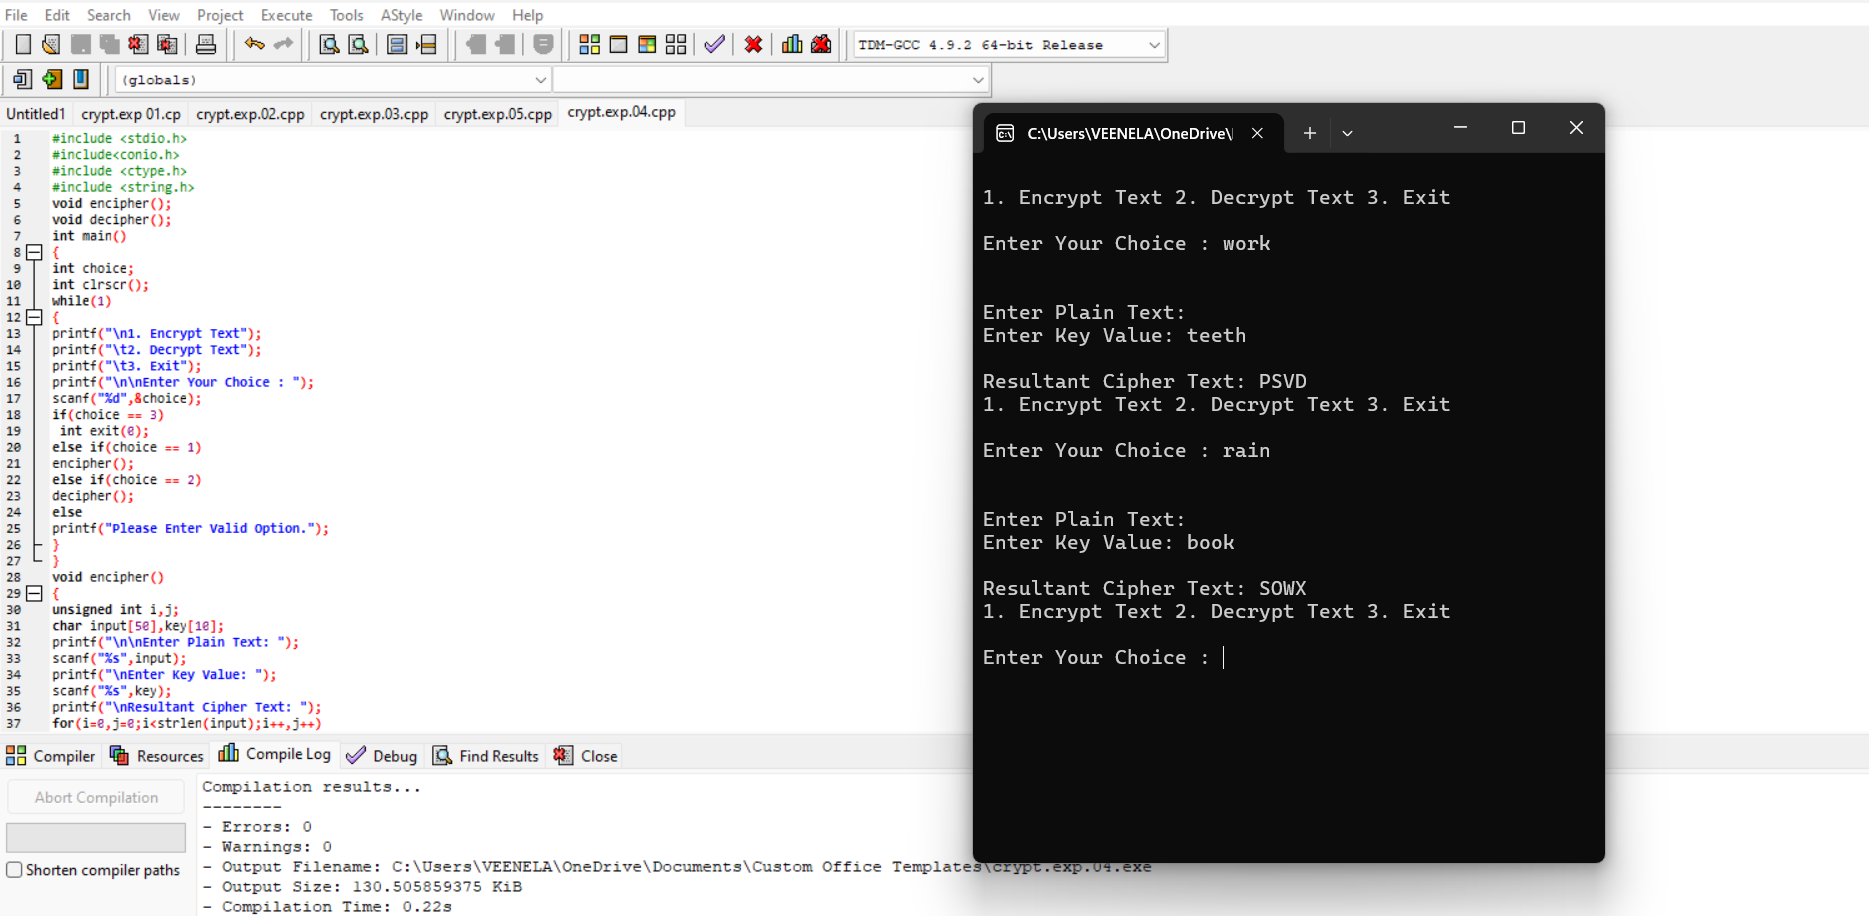 File Edit Search View Project Execute Tools AStyle Window Help
TDM-GCC 4.9.2 64-bit Release
(globals)
Untitled1 crypt.exp 01.cp crypt.exp.02.cpp crypt.exp.03.cpp crypt.exp.05.cpp crypt.exp.04.cpp
1 #include <stdio.h>
2 #include<conio.h>
3 #include <ctype.h>
4 #include <string.h>
5 void encipher();
6 void decipher();
7 int main()
8 {
9 int choice;
10 int clrscr();
11 while(1)
12 {
13 printf("\n1. Encrypt Text");
14 printf("\t2. Decrypt Text");
15 printf("\t3. Exit");
16 printf("\n\nEnter Your Choice : ");
17 scanf("%d",&choice);
18 if(choice == 3)
19 int exit(0);
20 else if(choice == 1)
21 encipher();
22 else if(choice == 2)
23 decipher();
24 else
25 printf("Please Enter Valid Option.");
26 }
27 }
28 void encipher()
29 {
30 unsigned int i,j;
31 char input[50],key[10];
32 printf("\n\nEnter Plain Text: ");
33 scanf("%s",input);
34 printf("\nEnter Key Value: ");
35 scanf("%s",key);
36 printf("\nResultant Cipher Text: ");
37 for(i=0,j=0;i<strlen(input);i++,j++)
C:\Users\VEENELA\OneDrive\
1. Encrypt Text 2. Decrypt Text 3. Exit
Enter Your Choice : work
Enter Plain Text:
Enter Key Value: teeth
Resultant Cipher Text: PSVD
1. Encrypt Text 2. Decrypt Text 3. Exit
Enter Your Choice : rain
Enter Plain Text:
Enter Key Value: book
Resultant Cipher Text: SOWX
1. Encrypt Text 2. Decrypt Text 3. Exit
Enter Your Choice :
Compiler Resources Compile Log Debug Find Results Close
Abort Compilation
Shorten compiler paths
Compilation results...
--------
- Errors: 0
- Warnings: 0
- Output Filename: C:\Users\VEENELA\OneDrive\Documents\Custom Office Templates\crypt.exp.04.exe
- Output Size: 130.505859375 KiB
- Compilation Time: 0.22s